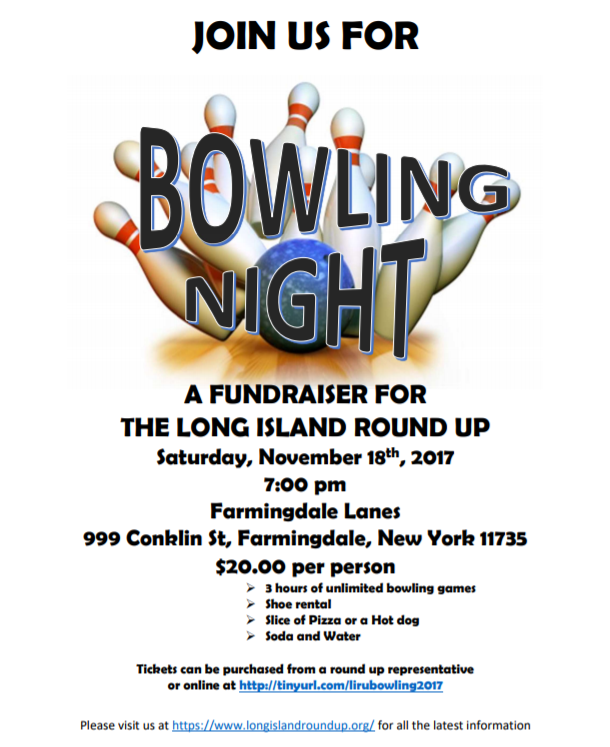 JOIN US FOR
BOWLING
NIGHT
A FUNDRAISER FOR
THE LONG ISLAND ROUND UP
Saturday, November 18th, 2017
7:00 pm
Farmingdale Lanes
999 Conklin St, Farmingdale, New York 11735
$20.00 per person
➢ 3 hours of unlimited bowling games
➢ Shoe rental
➢ Slice of Pizza or a Hot dog
➢ Soda and Water
Tickets can be purchased from a round up representative
or online at http://tinyurl.com/lirubowling2017
Please visit us at https://www.longislandroundup.org/ for all the latest information